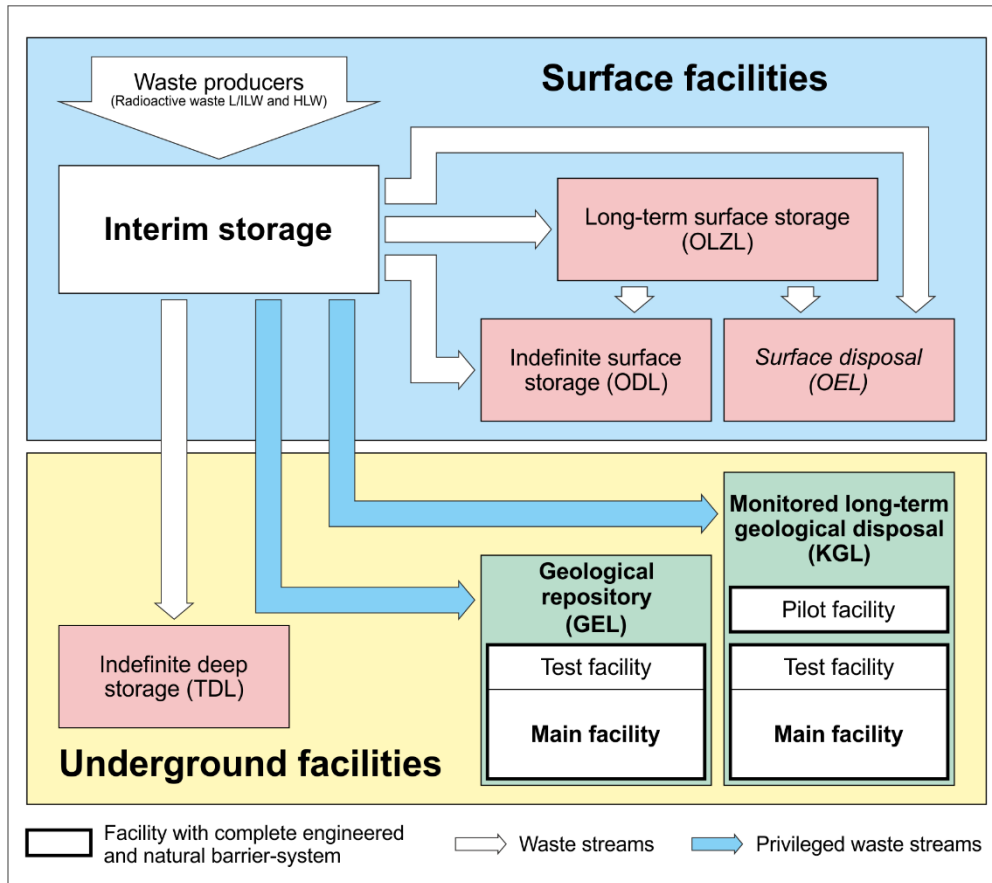 Waste producers
(Radioactive waste L/ILW and HLW)
Surface facilities
Interim storage
Long-term surface storage
(OLZL)
Indefinite surface
storage (ODL)
Surface disposal
(OEL)
Monitored long-term
geological disposal
(KGL)
Pilot facility
Test facility
Main facility
Geological
repository
(GEL)
Test facility
Main facility
Indefinite deep
storage (TDL)
Underground facilities
Facility with complete engineered
and natural barrier-system
Waste streams
Privileged waste streams